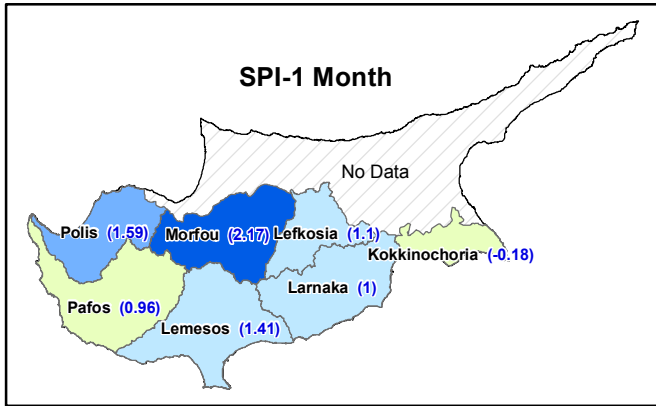 SPI-1 Month
No Data
Polis (1.59)
Morfou (2.17)
Lefkosia (1.1)
Kokkinochoria (-0.18)
Larnaka (1)
Pafos (0.96)
Lemesos (1.41)